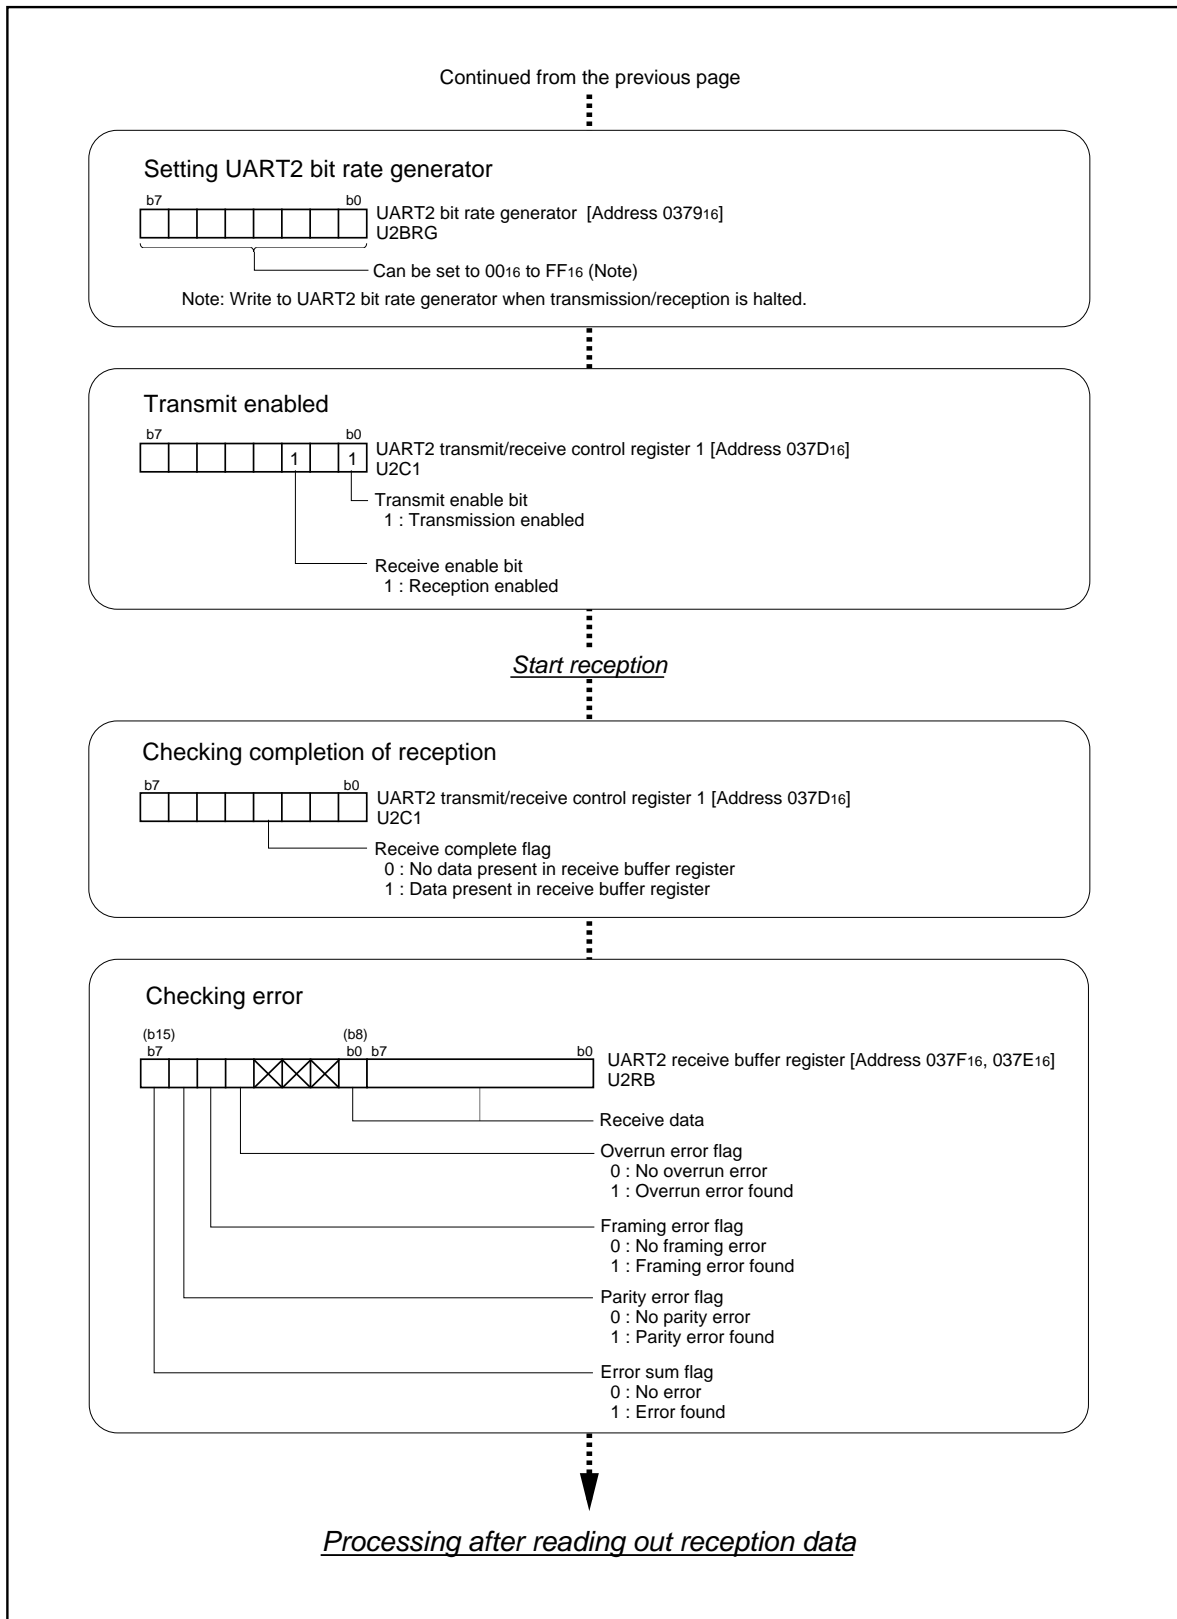 Continued from the previous page
Setting UART2 bit rate generator
b7 b0
UART2 bit rate generator [Address 037916]
U2BRG
Can be set to 0016 to FF16 (Note)
Note: Write to UART2 bit rate generator when transmission/reception is halted.
Transmit enabled
b7 b0
1 1 UART2 transmit/receive control register 1 [Address 037D16]
U2C1
Transmit enable bit
1 : Transmission enabled
Receive enable bit
1 : Reception enabled
Start reception
Checking completion of reception
b7 b0
UART2 transmit/receive control register 1 [Address 037D16]
U2C1
Receive complete flag
0 : No data present in receive buffer register
1 : Data present in receive buffer register
Checking error
(b15) (b8)
b7 b0 b7 b0
UART2 receive buffer register [Address 037F16, 037E16]
U2RB
Receive data
Overrun error flag
0 : No overrun error
1 : Overrun error found
Framing error flag
0 : No framing error
1 : Framing error found
Parity error flag
0 : No parity error
1 : Parity error found
Error sum flag
0 : No error
1 : Error found
Processing after reading out reception data